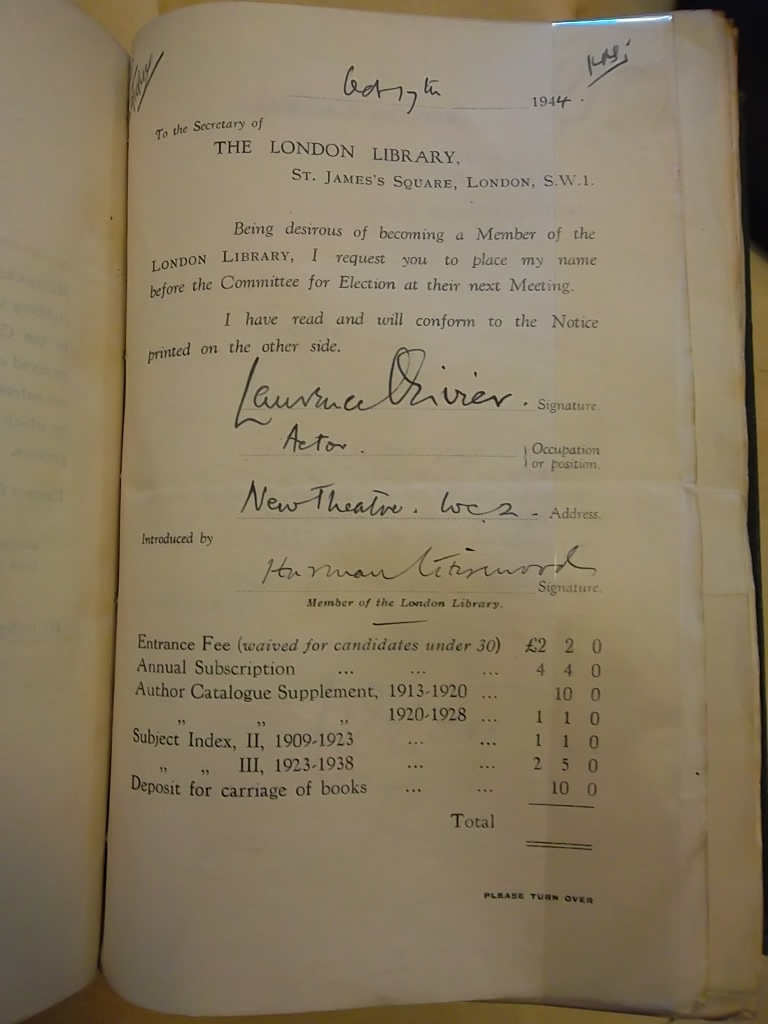 Oct 17th 1944.
To the Secretary of
THE LONDON LIBRARY,
ST. JAMES'S SQUARE, LONDON, S.W.1.
Being desirous of becoming a Member of the
LONDON LIBRARY, I request you to place my name
before the Committee for Election at their next Meeting.
I have read and will conform to the Notice
printed on the other side.
Laurence Olivier. Signature.
Actor. } Occupation
or position.
New Theatre. W.C.2 - Address.
Introduced by
Harman Grisewood
Signature.
Member of the London Library.
Entrance Fee (waived for candidates under 30) £2 2 0
Annual Subscription ... ... ... 4 4 0
Author Catalogue Supplement, 1913-1920 ... 10 0
„ „ „ 1920-1928 ... 1 1 0
Subject Index, II, 1909-1923 ... ... 1 1 0
„ „ III, 1923-1938 ... ... 2 5 0
Deposit for carriage of books ... ... 10 0
Total
PLEASE TURN OVER